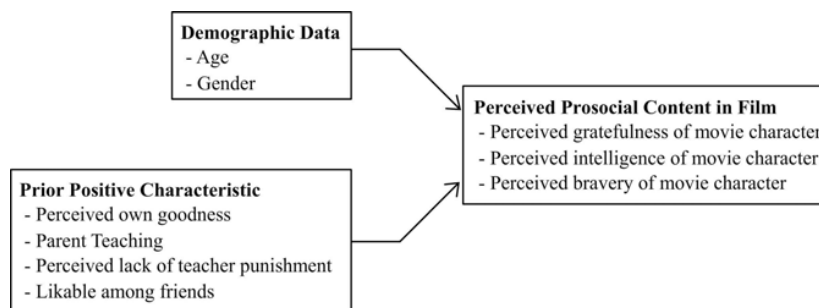 Demographic Data
- Age
- Gender
Perceived Prosocial Content in Film
- Perceived gratefulness of movie character
- Perceived intelligence of movie character
- Perceived bravery of movie character
Prior Positive Characteristic
- Perceived own goodness
- Parent Teaching
- Perceived lack of teacher punishment
- Likable among friends